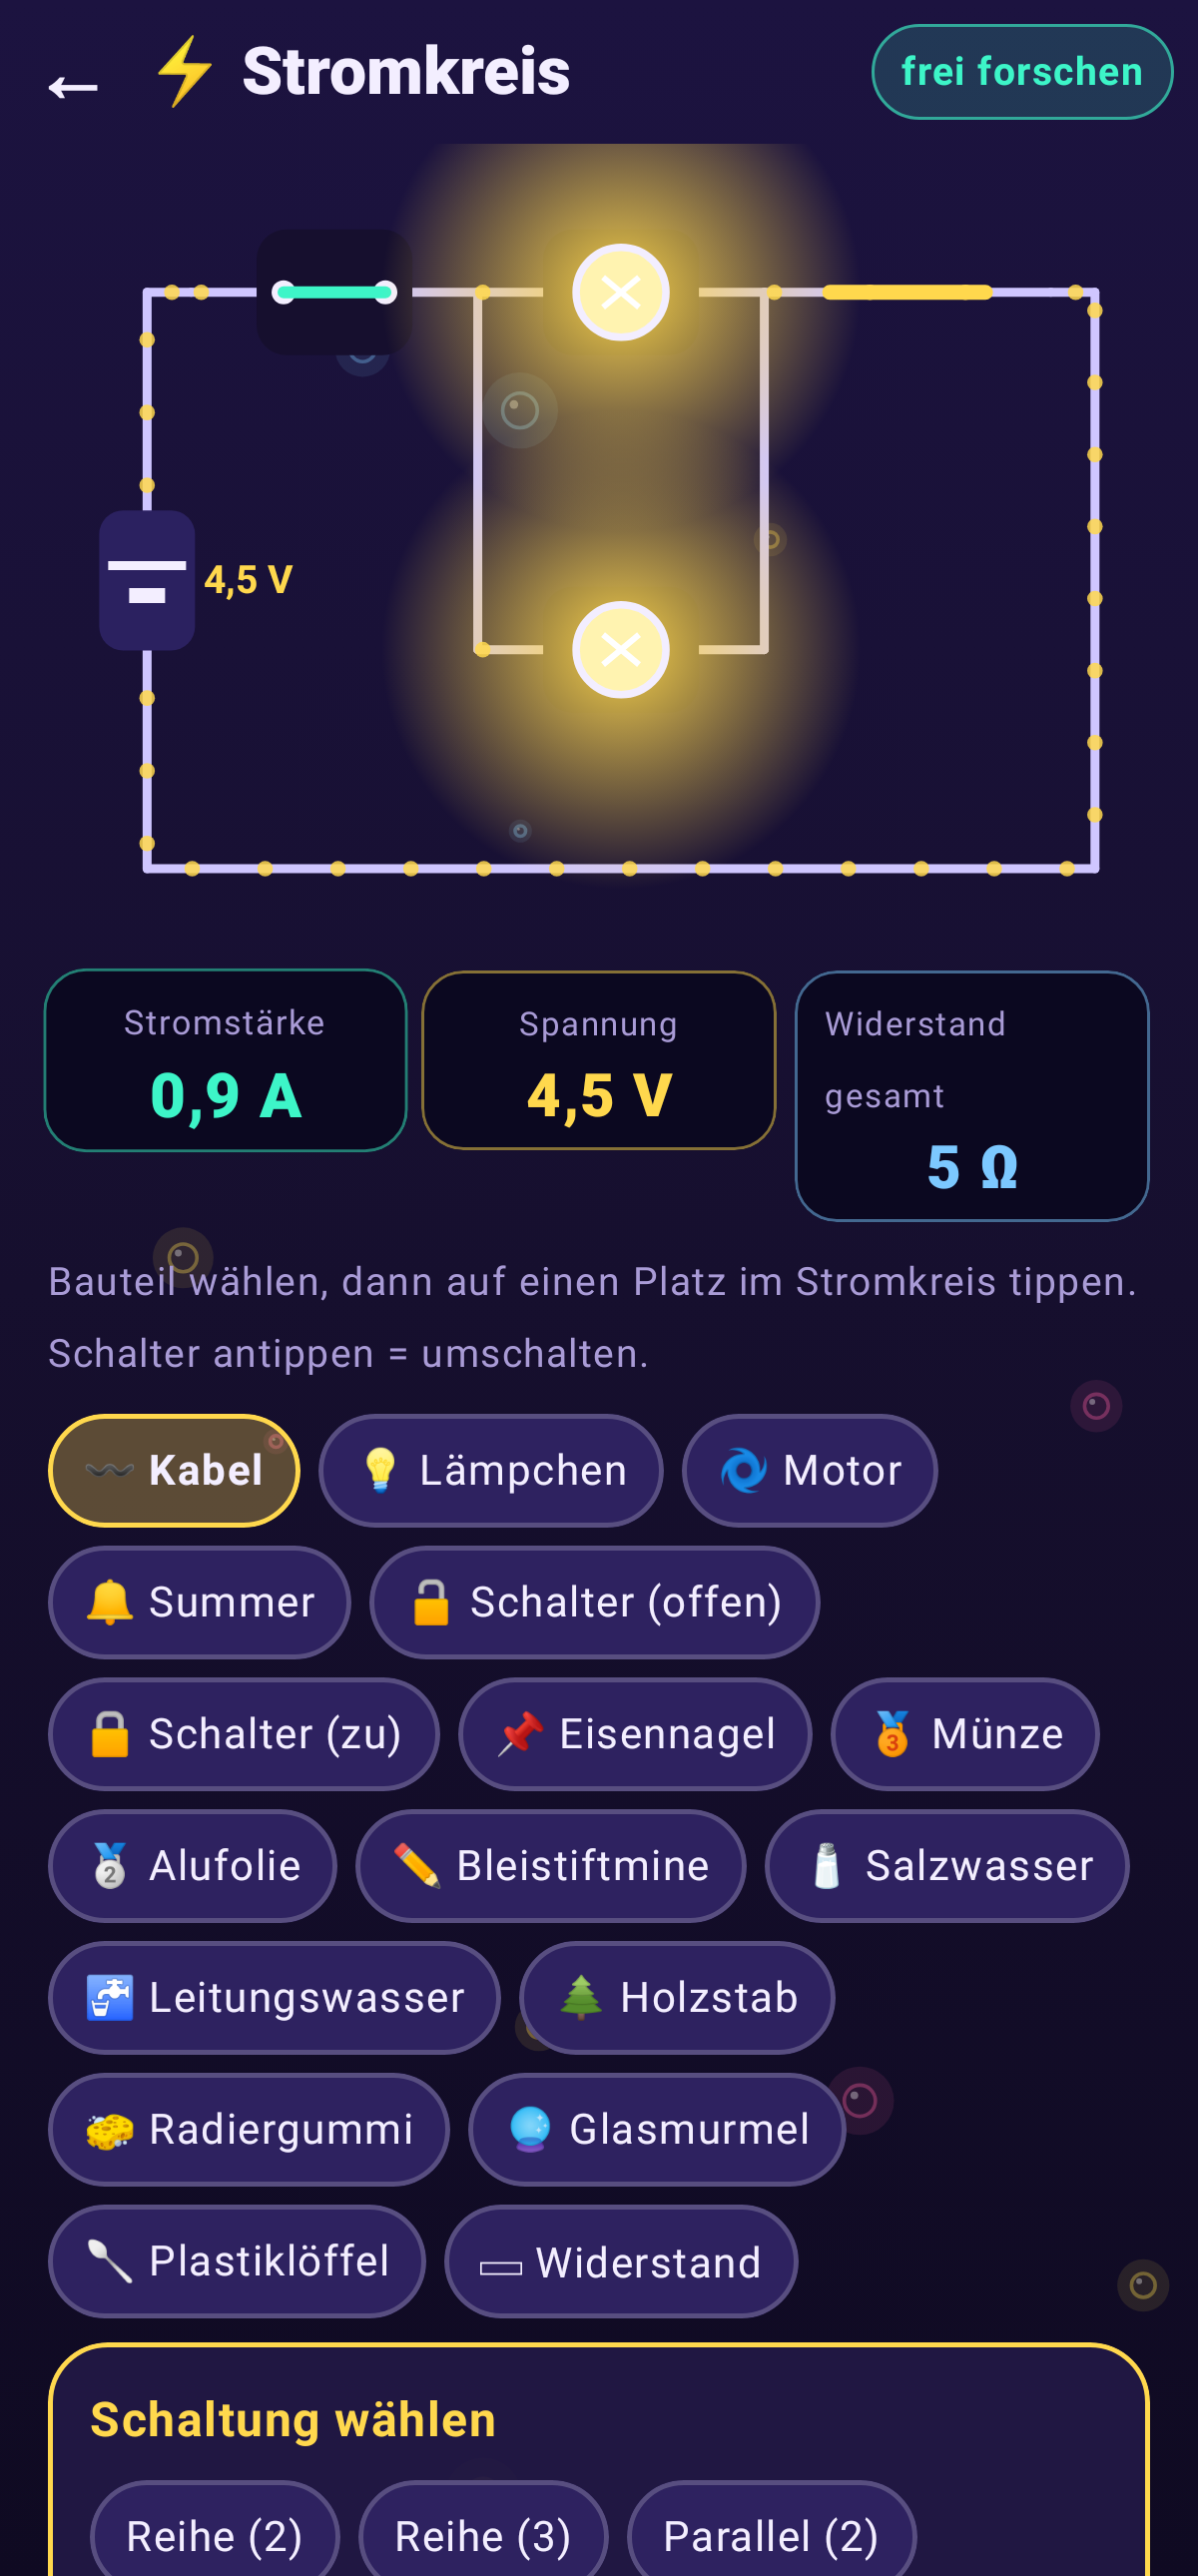 ← ⚡ Stromkreis
frei forschen
4,5 V
Stromstärke
0,9 A
Spannung
4,5 V
Widerstand
gesamt
5 Ω
Bauteil wählen, dann auf einen Platz im Stromkreis tippen.
Schalter antippen = umschalten.
〰️ Kabel
💡 Lämpchen
🌀 Motor
🔔 Summer
🔓 Schalter (offen)
🔒 Schalter (zu)
📌 Eisennagel
🥉 Münze
🥈 Alufolie
✏️ Bleistiftmine
🧂 Salzwasser
🚰 Leitungswasser
🌲 Holzstab
🧽 Radiergummi
🔮 Glasmurmel
🥄 Plastiklöffel
▭ Widerstand
Schaltung wählen
Reihe (2)
Reihe (3)
Parallel (2)